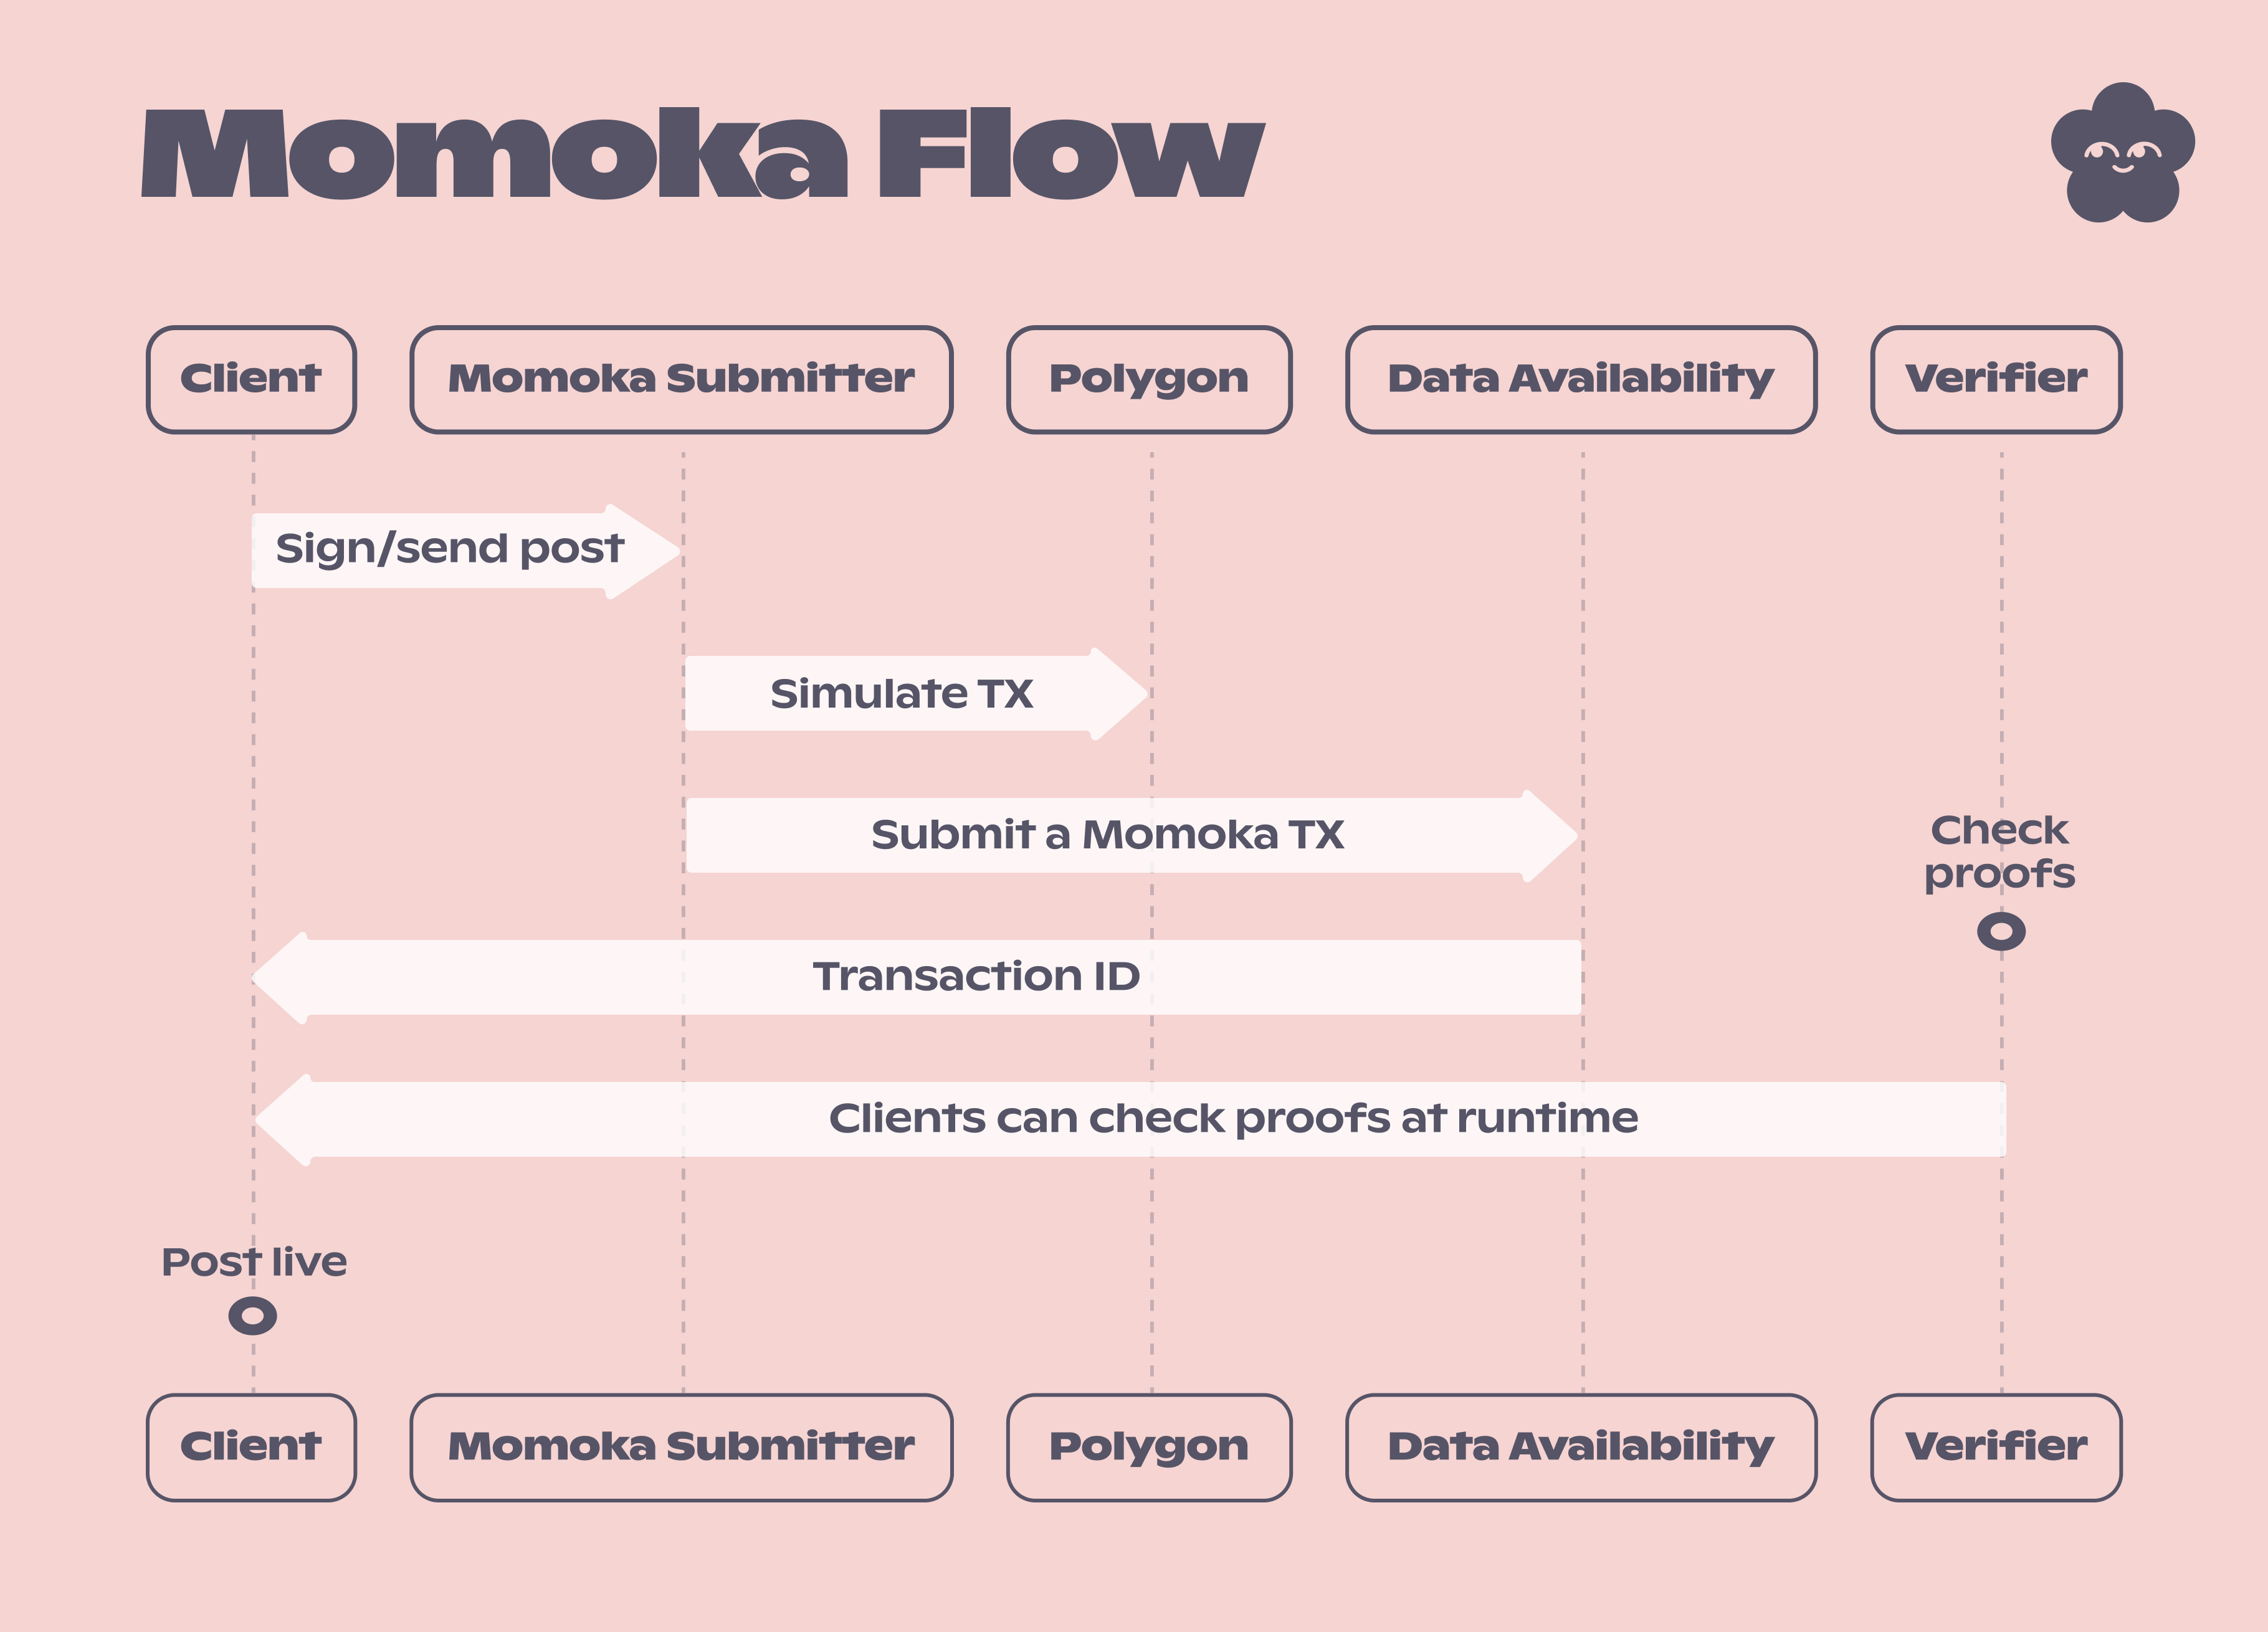 Momoka Flow
Client
Momoka Submitter
Polygon
Data Availability
Verifier
Sign/send post
Simulate TX
Submit a Momoka TX
Check
proofs
Transaction ID
Clients can check proofs at runtime
Post live
Client
Momoka Submitter
Polygon
Data Availability
Verifier